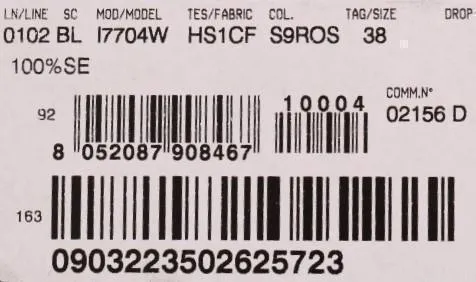 LN/LINE SC MOD/MODEL TES/FABRIC COL. TAG/SIZE DROP
0102 BL I7704W HS1CF S9ROS 38
100%SE
92 10004 COMM.N°
8 052087 908467 02156 D
163
0903223502625723